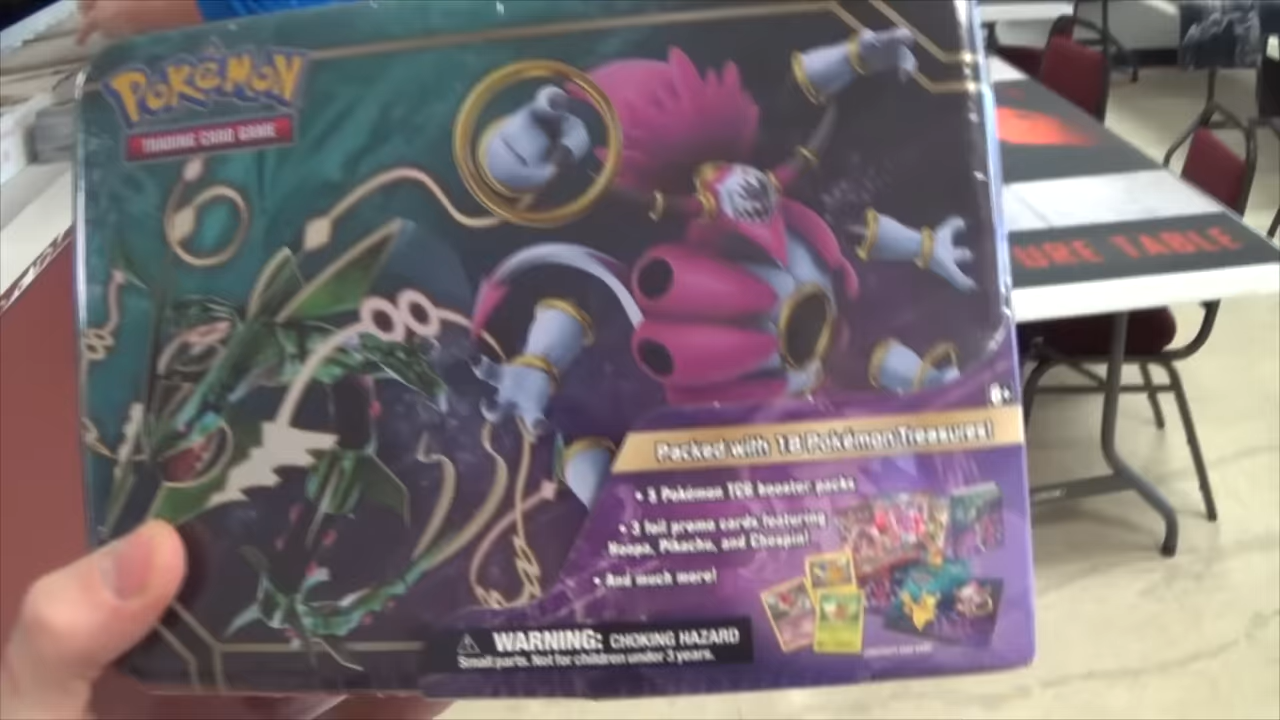 POKéMON
TRADING CARD GAME
URE TABLE
8+
Packed with 18 Pokémon Treasures!
• 3 Pokémon TCG booster packs
• 3 foil promo cards featuring
Hoopa, Pikachu, and Chespin!
• And much more!
WARNING: CHOKING HAZARD
Small parts. Not for children under 3 years.